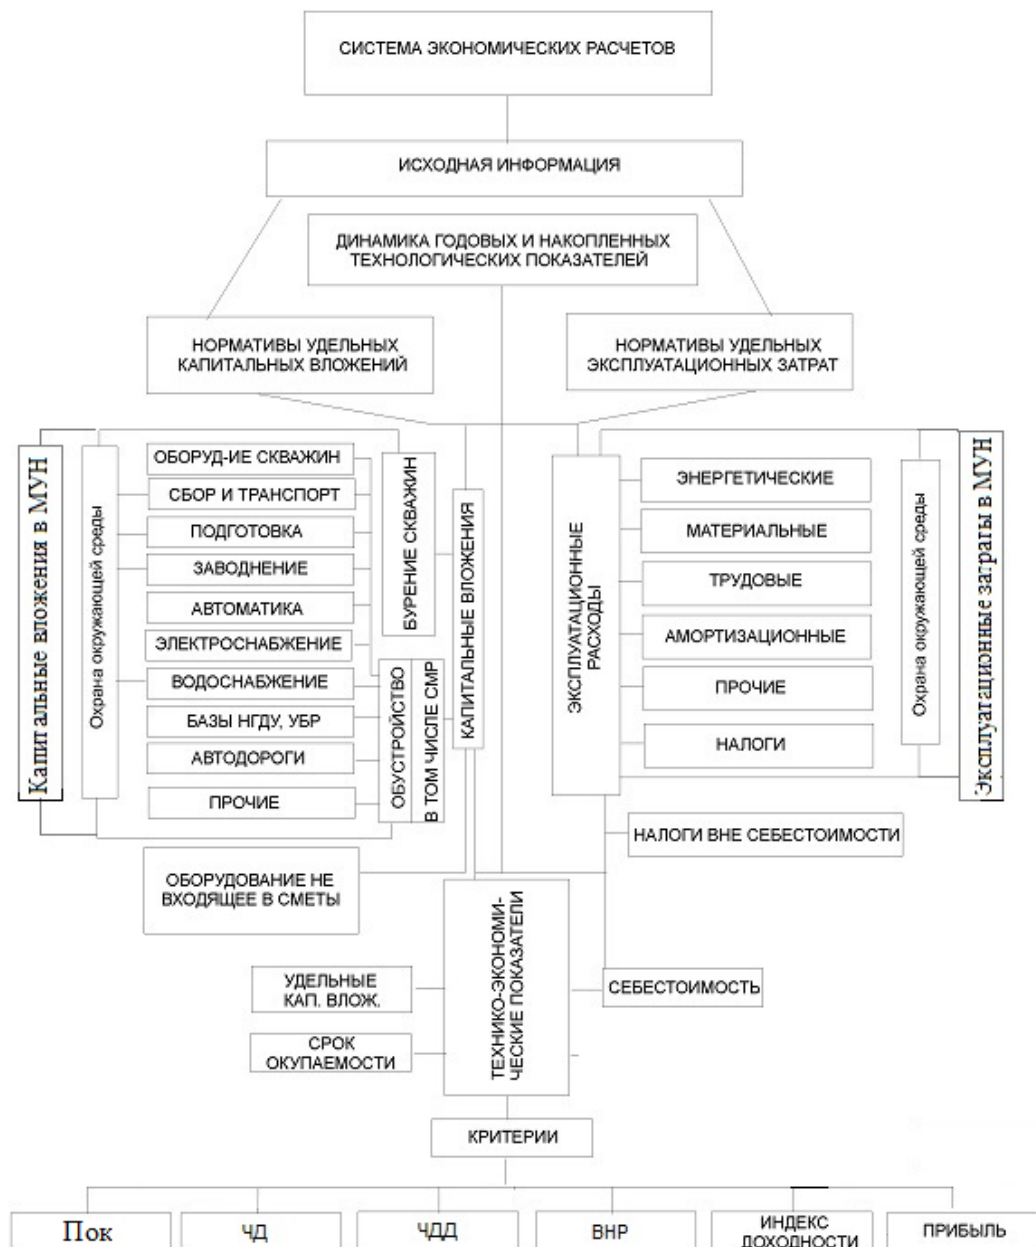 СИСТЕМА ЭКОНОМИЧЕСКИХ РАСЧЕТОВ
ИСХОДНАЯ ИНФОРМАЦИЯ
ДИНАМИКА ГОДОВЫХ И НАКОПЛЕННЫХ
ТЕХНОЛОГИЧЕСКИХ ПОКАЗАТЕЛЕЙ
НОРМАТИВЫ УДЕЛЬНЫХ
КАПИТАЛЬНЫХ ВЛОЖЕНИЙ
НОРМАТИВЫ УДЕЛЬНЫХ
ЭКСПЛУАТАЦИОННЫХ ЗАТРАТ
Капитальные вложения в МУН
Охрана окружающей среды
ОБОРУД-ИЕ СКВАЖИН
СБОР И ТРАНСПОРТ
ПОДГОТОВКА
ЗАВОДНЕНИЕ
АВТОМАТИКА
ЭЛЕКТРОСНАБЖЕНИЕ
ВОДОСНАБЖЕНИЕ
БАЗЫ НГДУ, УБР
АВТОДОРОГИ
ПРОЧИЕ
БУРЕНИЕ СКВАЖИН
ОБУСТРОЙСТВО
В ТОМ ЧИСЛЕ СМР
КАПИТАЛЬНЫЕ ВЛОЖЕНИЯ
ЭКСПЛУАТАЦИОННЫЕ
РАСХОДЫ
ЭНЕРГЕТИЧЕСКИЕ
МАТЕРИАЛЬНЫЕ
ТРУДОВЫЕ
АМОРТИЗАЦИОННЫЕ
ПРОЧИЕ
НАЛОГИ
Охрана окружающей среды
Эксплуатационные затраты в МУН
НАЛОГИ ВНЕ СЕБЕСТОИМОСТИ
ОБОРУДОВАНИЕ НЕ
ВХОДЯЩЕЕ В СМЕТЫ
ТЕХНИКО-ЭКОНОМИ-
ЧЕСКИЕ ПОКАЗАТЕЛИ
УДЕЛЬНЫЕ
КАП. ВЛОЖ.
СЕБЕСТОИМОСТЬ
СРОК
ОКУПАЕМОСТИ
КРИТЕРИИ
Пок
ЧД
ЧДД
ВНР
ИНДЕКС
ДОХОДНОСТИ
ПРИБЫЛЬ